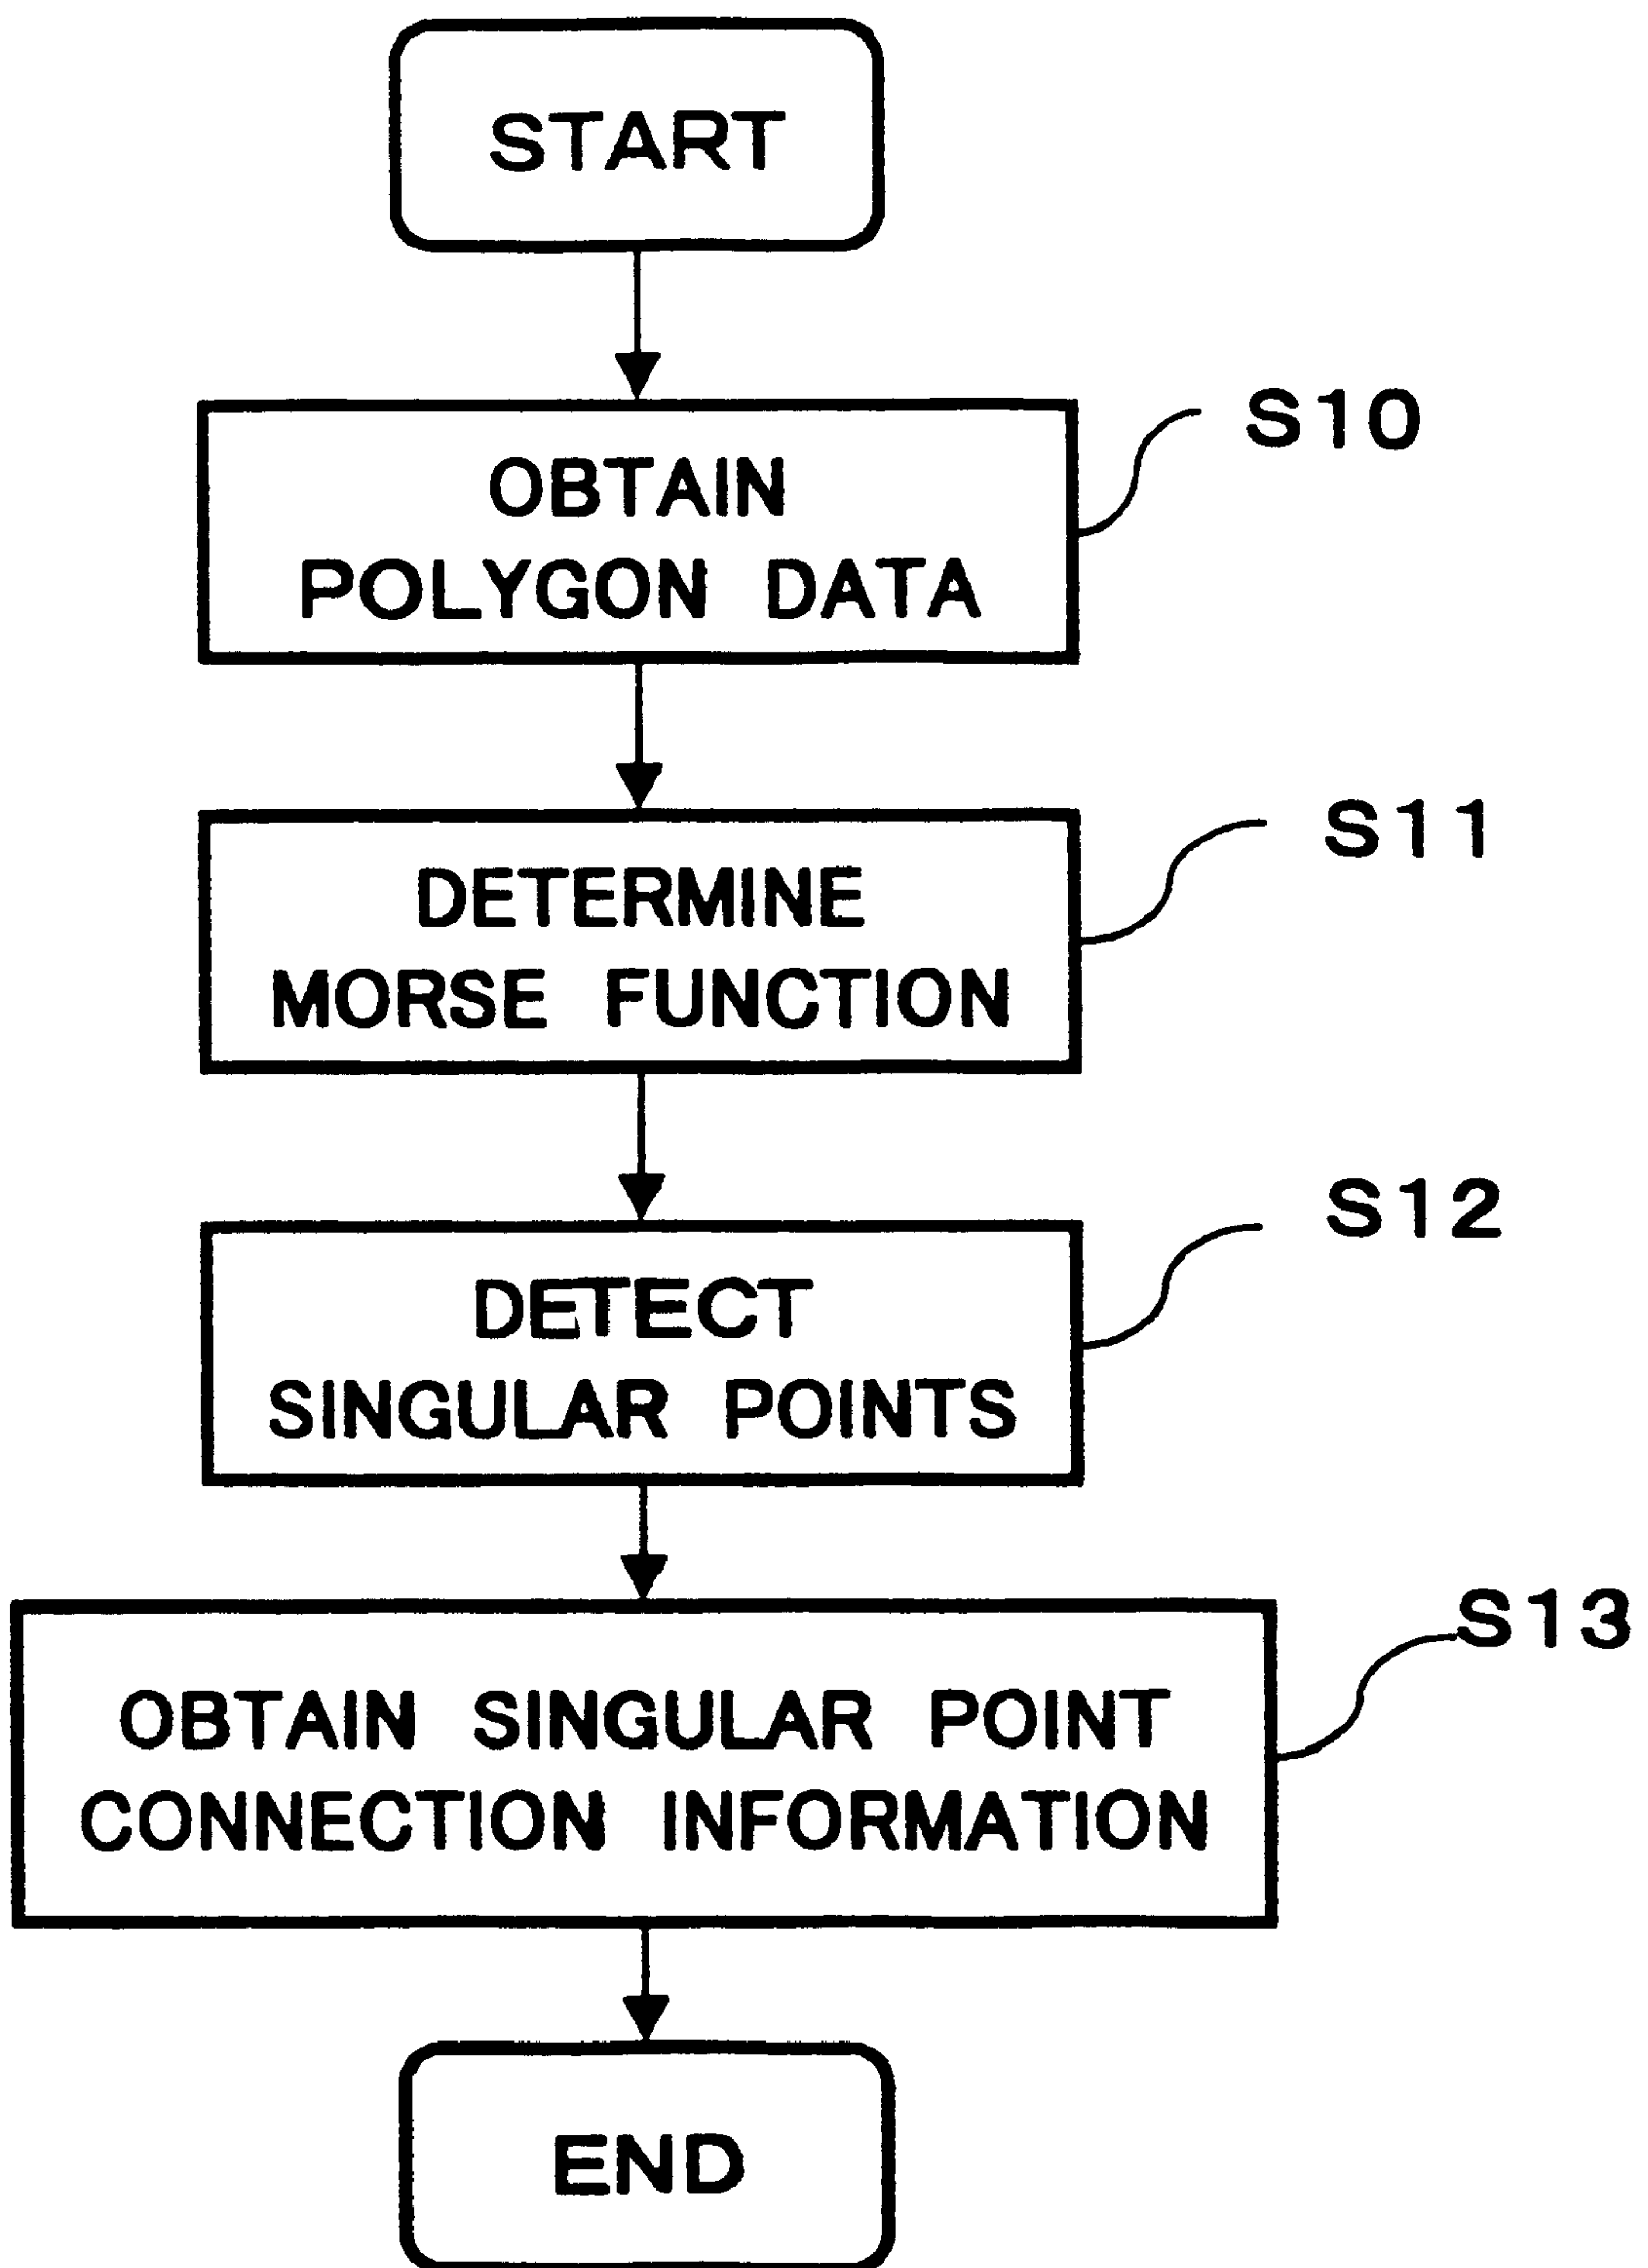 START
S10
OBTAIN
POLYGON DATA
S11
DETERMINE
MORSE FUNCTION
S12
DETECT
SINGULAR POINTS
S13
OBTAIN SINGULAR POINT
CONNECTION INFORMATION
END